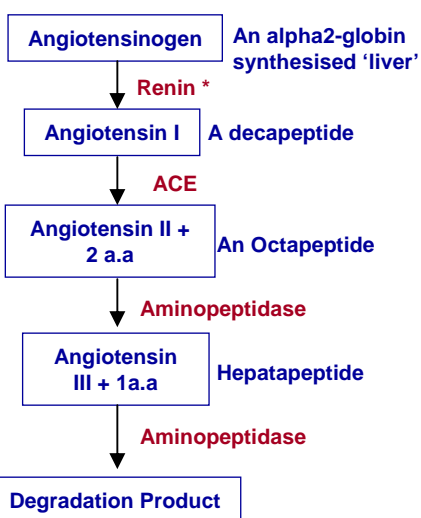 Angiotensinogen
An alpha2-globin
synthesised ‘liver’
Renin *
Angiotensin I
A decapeptide
ACE
Angiotensin II +
2 a.a
An Octapeptide
Aminopeptidase
Angiotensin
III + 1a.a
Hepatapeptide
Aminopeptidase
Degradation Product